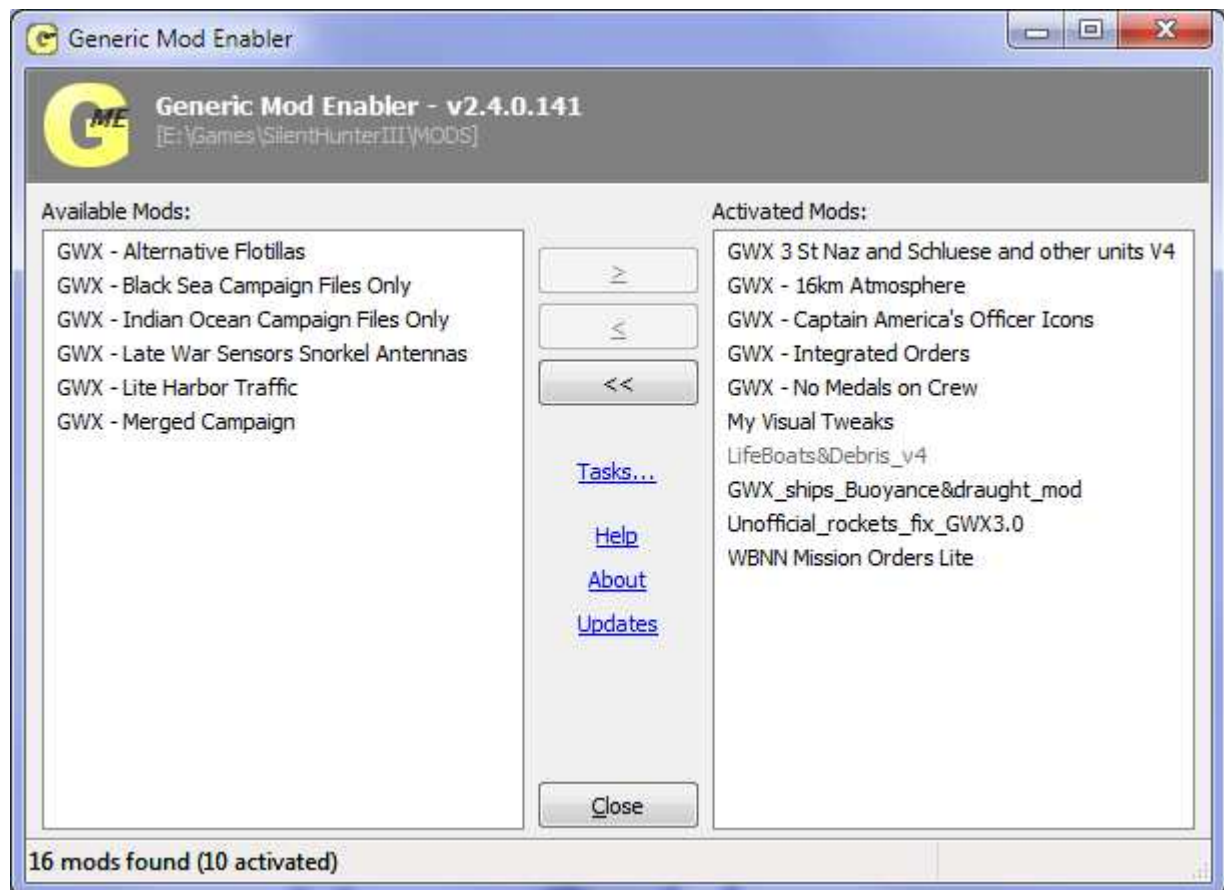 Generic Mod Enabler
GME
Generic Mod Enabler - v2.4.0.141
[E:\Games\SilentHunterIII\MODS]
Available Mods:
GWX - Alternative Flotillas
GWX - Black Sea Campaign Files Only
GWX - Indian Ocean Campaign Files Only
GWX - Late War Sensors Snorkel Antennas
GWX - Lite Harbor Traffic
GWX - Merged Campaign
≥
≤
<<
Tasks...
Help
About
Updates
Close
Activated Mods:
GWX 3 St Naz and Schluese and other units V4
GWX - 16km Atmosphere
GWX - Captain America's Officer Icons
GWX - Integrated Orders
GWX - No Medals on Crew
My Visual Tweaks
LifeBoats&Debris_v4
GWX_ships_Buoyance&draught_mod
Unofficial_rockets_fix_GWX3.0
WBNN Mission Orders Lite
16 mods found (10 activated)